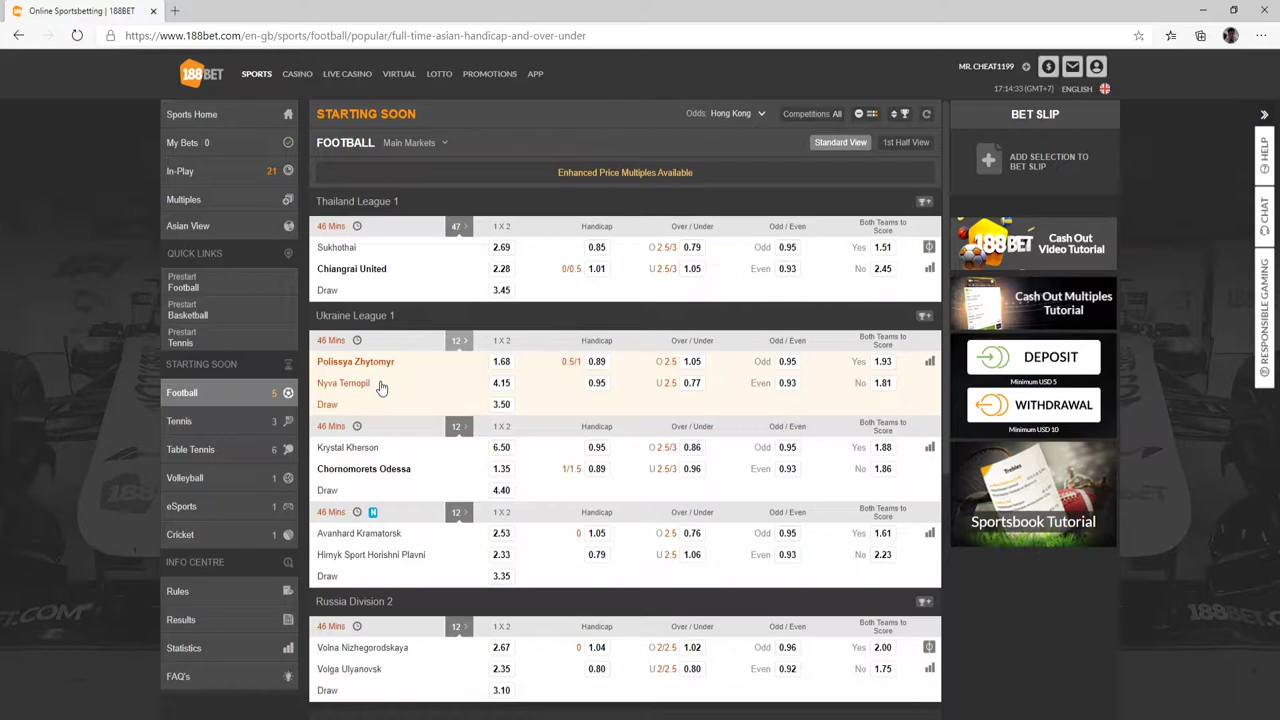 Online Sportsbetting | 188BET
https://www.188bet.com/en-gb/sports/football/popular/full-time-asian-handicap-and-over-under
188BET SPORTS CASINO LIVE CASINO VIRTUAL LOTTO PROMOTIONS APP MR. CHEAT1199
17:14:33 (GMT+7) ENGLISH
Sports Home
My Bets 0
In-Play 21
Multiples
Asian View
QUICK LINKS
Prestart
Football
Prestart
Basketball
Prestart
Tennis
STARTING SOON
Football 5
Tennis 3
Table Tennis 6
Volleyball 1
eSports 1
Cricket 1
INFO CENTRE
Rules
Results
Statistics
FAQ's
STARTING SOON Odds: Hong Kong Competitions All
FOOTBALL Main Markets Standard View 1st Half View
Enhanced Price Multiples Available
Thailand League 1
46 Mins 47 > 1 X 2 Handicap Over / Under Odd / Even Both Teams to Score
Sukhothai 2.69 0.85 O 2.5/3 0.79 Odd 0.95 Yes 1.51
Chiangrai United 2.28 0/0.5 1.01 U 2.5/3 1.05 Even 0.93 No 2.45
Draw 3.45
Ukraine League 1
46 Mins 12 > 1 X 2 Handicap Over / Under Odd / Even Both Teams to Score
Polissya Zhytomyr 1.68 0.5/1 0.89 O 2.5 1.05 Odd 0.95 Yes 1.93
Nyva Ternopil 4.15 0.95 U 2.5 0.77 Even 0.93 No 1.81
Draw 3.50
46 Mins 12 > 1 X 2 Handicap Over / Under Odd / Even Both Teams to Score
Krystal Kherson 6.50 0.95 O 2.5/3 0.86 Odd 0.95 Yes 1.88
Chornomorets Odessa 1.35 1/1.5 0.89 U 2.5/3 0.96 Even 0.93 No 1.86
Draw 4.40
46 Mins N 12 > 1 X 2 Handicap Over / Under Odd / Even Both Teams to Score
Avanhard Kramatorsk 2.53 0 1.05 O 2.5 0.76 Odd 0.95 Yes 1.61
Hirnyk Sport Horishni Plavni 2.33 0.79 U 2.5 1.06 Even 0.93 No 2.23
Draw 3.35
Russia Division 2
46 Mins 12 > 1 X 2 Handicap Over / Under Odd / Even Both Teams to Score
Volna Nizhegorodskaya 2.67 0 1.04 O 2/2.5 1.02 Odd 0.96 Yes 2.00
Volga Ulyanovsk 2.35 0.80 U 2/2.5 0.80 Even 0.92 No 1.75
Draw 3.10
BET SLIP
ADD SELECTION TO
BET SLIP
188BET Cash Out
Video Tutorial
Cash Out Multiples
Tutorial
DEPOSIT
Minimum USD 5
WITHDRAWAL
Minimum USD 10
Trebles
Sportsbook Tutorial
HELP
CHAT
RESPONSIBLE GAMING